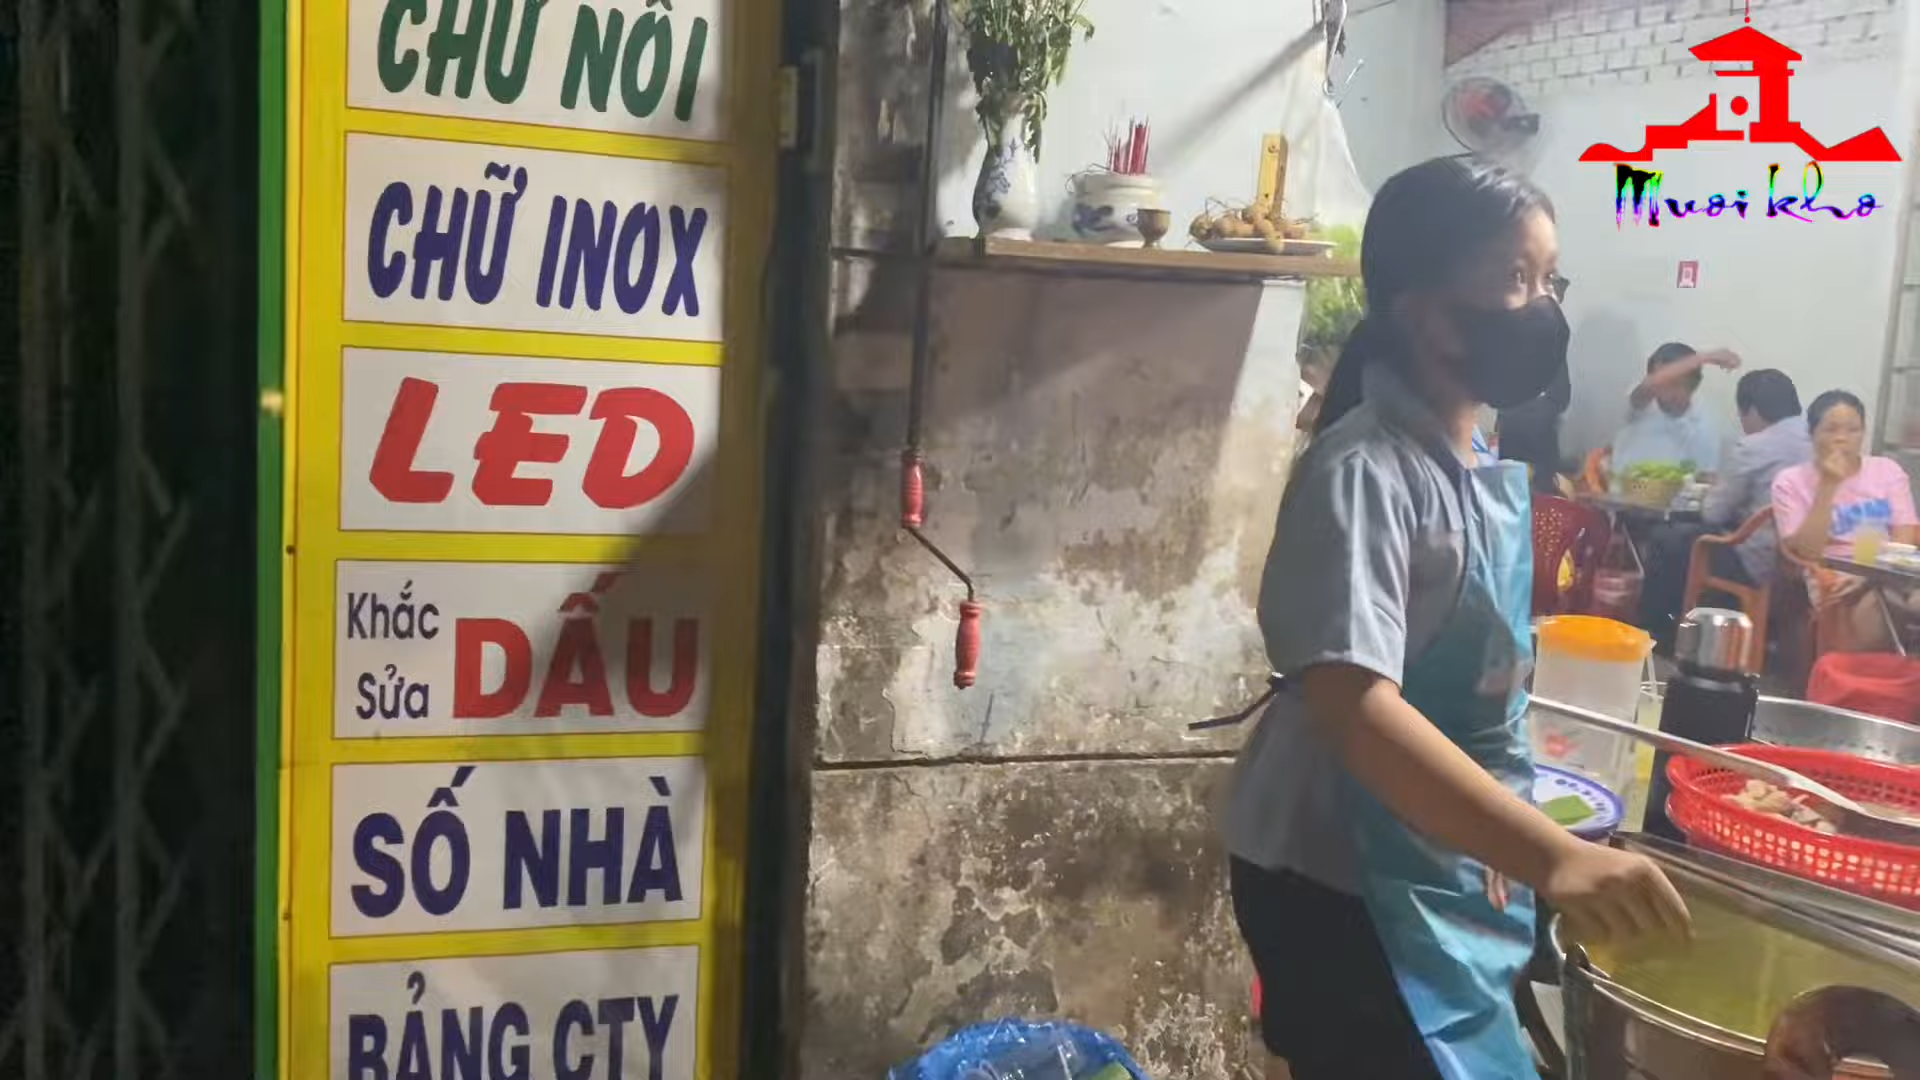 CHỮ NỔI
CHỮ INOX
LED
Khắc
Sửa
DẤU
SỐ NHÀ
BẢNG CTY
Muoi kho